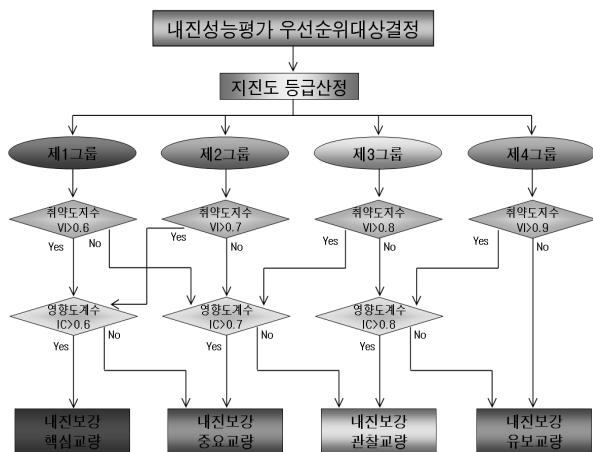 내진성능평가 우선순위대상결정
지진도 등급산정
제1그룹
제2그룹
제3그룹
제4그룹
취약도지수
VI>0.6
취약도지수
VI>0.7
취약도지수
VI>0.8
취약도지수
VI>0.9
Yes
No
Yes
No
Yes
No
Yes
No
영향도계수
IC>0.6
영향도계수
IC>0.7
영향도계수
IC>0.8
Yes
No
Yes
No
Yes
No
내진보강
핵심교량
내진보강
중요교량
내진보강
관찰교량
내진보강
유보교량